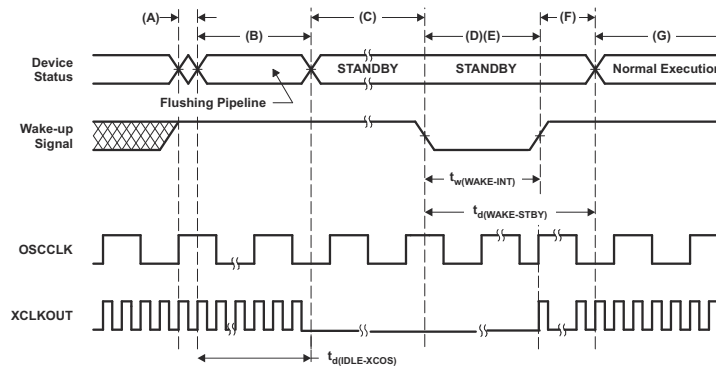 (A) (B) (C) (D)(E) (F) (G)
Device
Status
STANDBY STANDBY Normal Execution
Flushing Pipeline
Wake-up
Signal
tw(WAKE-INT)
td(WAKE-STBY)
OSCCLK
XCLKOUT
td(IDLE-XCOS)